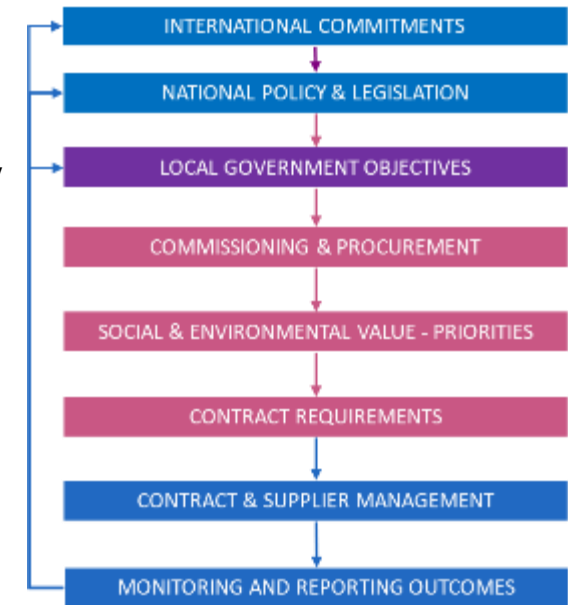 INTERNATIONAL COMMITMENTS
NATIONAL POLICY & LEGISLATION
LOCAL GOVERNMENT OBJECTIVES
COMMISSIONING & PROCUREMENT
SOCIAL & ENVIRONMENTAL VALUE - PRIORITIES
CONTRACT REQUIREMENTS
CONTRACT & SUPPLIER MANAGEMENT
MONITORING AND REPORTING OUTCOMES